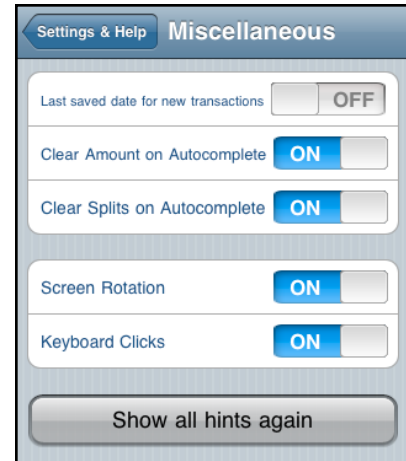 Settings & Help Miscellaneous
Last saved date for new transactions OFF
Clear Amount on Autocomplete ON
Clear Splits on Autocomplete ON
Screen Rotation ON
Keyboard Clicks ON
Show all hints again